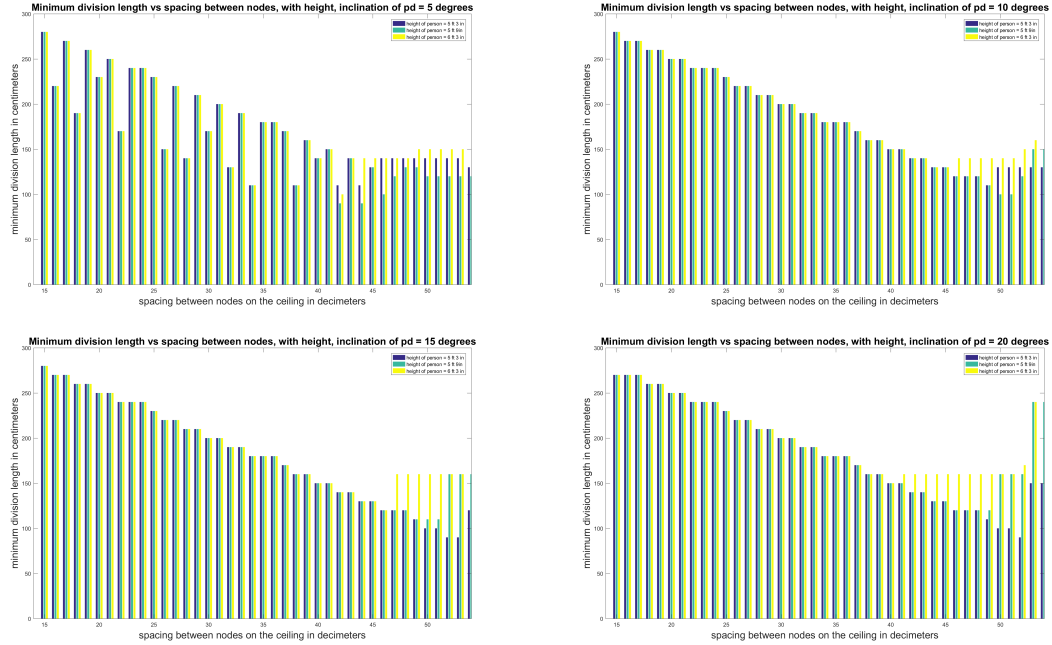 Minimum division length vs spacing between nodes, with height, inclination of pd = 5 degrees
height of person = 5 ft 3 in
height of person = 5 ft 9in
height of person = 6 ft 3 in
minimum division length in centimeters
300
250
200
150
100
50
0
15 20 25 30 35 40 45 50
spacing between nodes on the ceiling in decimeters
Minimum division length vs spacing between nodes, with height, inclination of pd = 10 degrees
height of person = 5 ft 3 in
height of person = 5 ft 9in
height of person = 6 ft 3 in
minimum division length in centimeters
300
250
200
150
100
50
0
15 20 25 30 35 40 45 50
spacing between nodes on the ceiling in decimeters
Minimum division length vs spacing between nodes, with height, inclination of pd = 15 degrees
height of person = 5 ft 3 in
height of person = 5 ft 9in
height of person = 6 ft 3 in
minimum division length in centimeters
300
250
200
150
100
50
0
15 20 25 30 35 40 45 50
spacing between nodes on the ceiling in decimeters
Minimum division length vs spacing between nodes, with height, inclination of pd = 20 degrees
height of person = 5 ft 3 in
height of person = 5 ft 9in
height of person = 6 ft 3 in
minimum division length in centimeters
300
250
200
150
100
50
0
15 20 25 30 35 40 45 50
spacing between nodes on the ceiling in decimeters